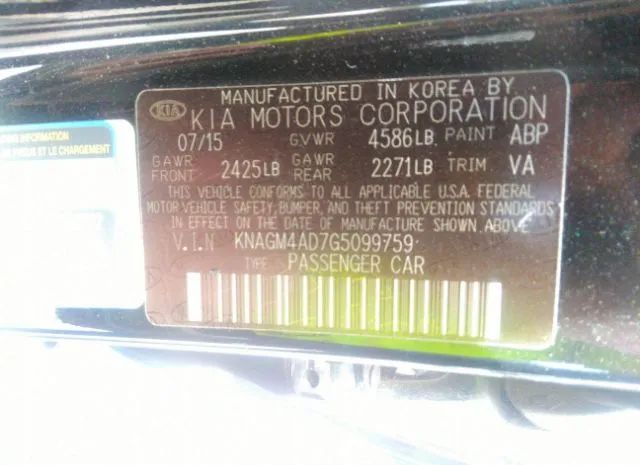 MANUFACTURED IN KOREA BY
KIA KIA MOTORS CORPORATION
07/15 GVWR 4586LB PAINT ABP
GAWR FRONT 2425LB GAWR REAR 2271LB TRIM VA
THIS VEHICLE CONFORMS TO ALL APPLICABLE U.S.A. FEDERAL
MOTOR VEHICLE SAFETY, BUMPER, AND THEFT PREVENTION STANDARDS
IN EFFECT ON THE DATE OF MANUFACTURE SHOWN ABOVE.
V.I.N KNAGM4AD7G5099759
TYPE PASSENGER CAR
INFORMATION
ET LE CHARGEMENT